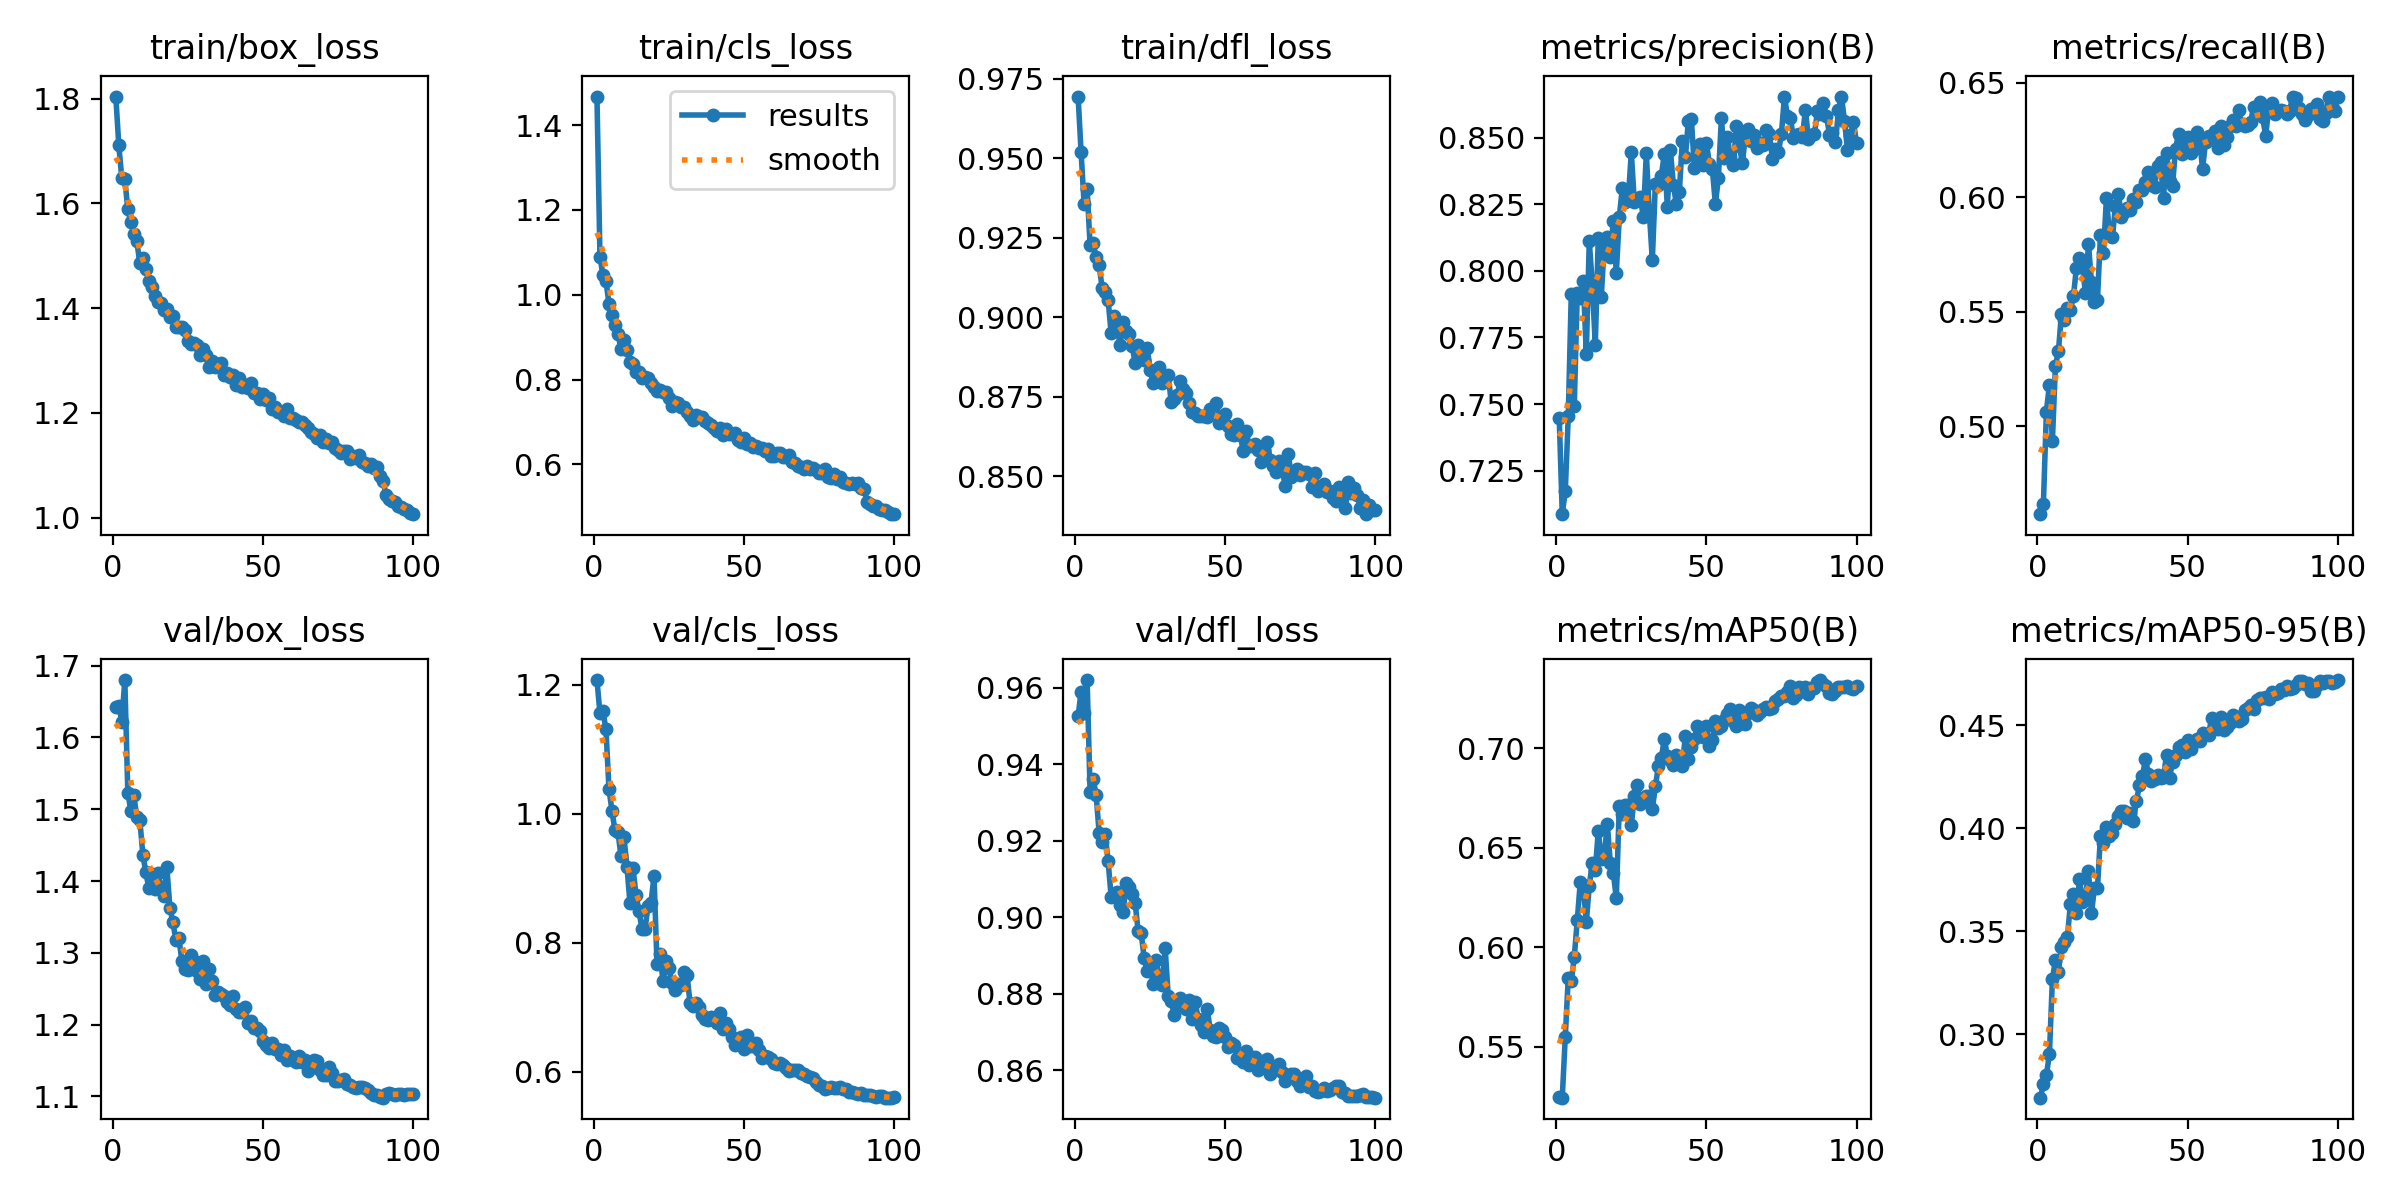 train/box_loss
1.8
1.6
1.4
1.2
1.0
0 50 100
train/cls_loss
results
smooth
1.4
1.2
1.0
0.8
0.6
0 50 100
train/dfl_loss
0.975
0.950
0.925
0.900
0.875
0.850
0 50 100
metrics/precision(B)
0.850
0.825
0.800
0.775
0.750
0.725
0 50 100
metrics/recall(B)
0.65
0.60
0.55
0.50
0 50 100
val/box_loss
1.7
1.6
1.5
1.4
1.3
1.2
1.1
0 50 100
val/cls_loss
1.2
1.0
0.8
0.6
0 50 100
val/dfl_loss
0.96
0.94
0.92
0.90
0.88
0.86
0 50 100
metrics/mAP50(B)
0.70
0.65
0.60
0.55
0 50 100
metrics/mAP50-95(B)
0.45
0.40
0.35
0.30
0 50 100